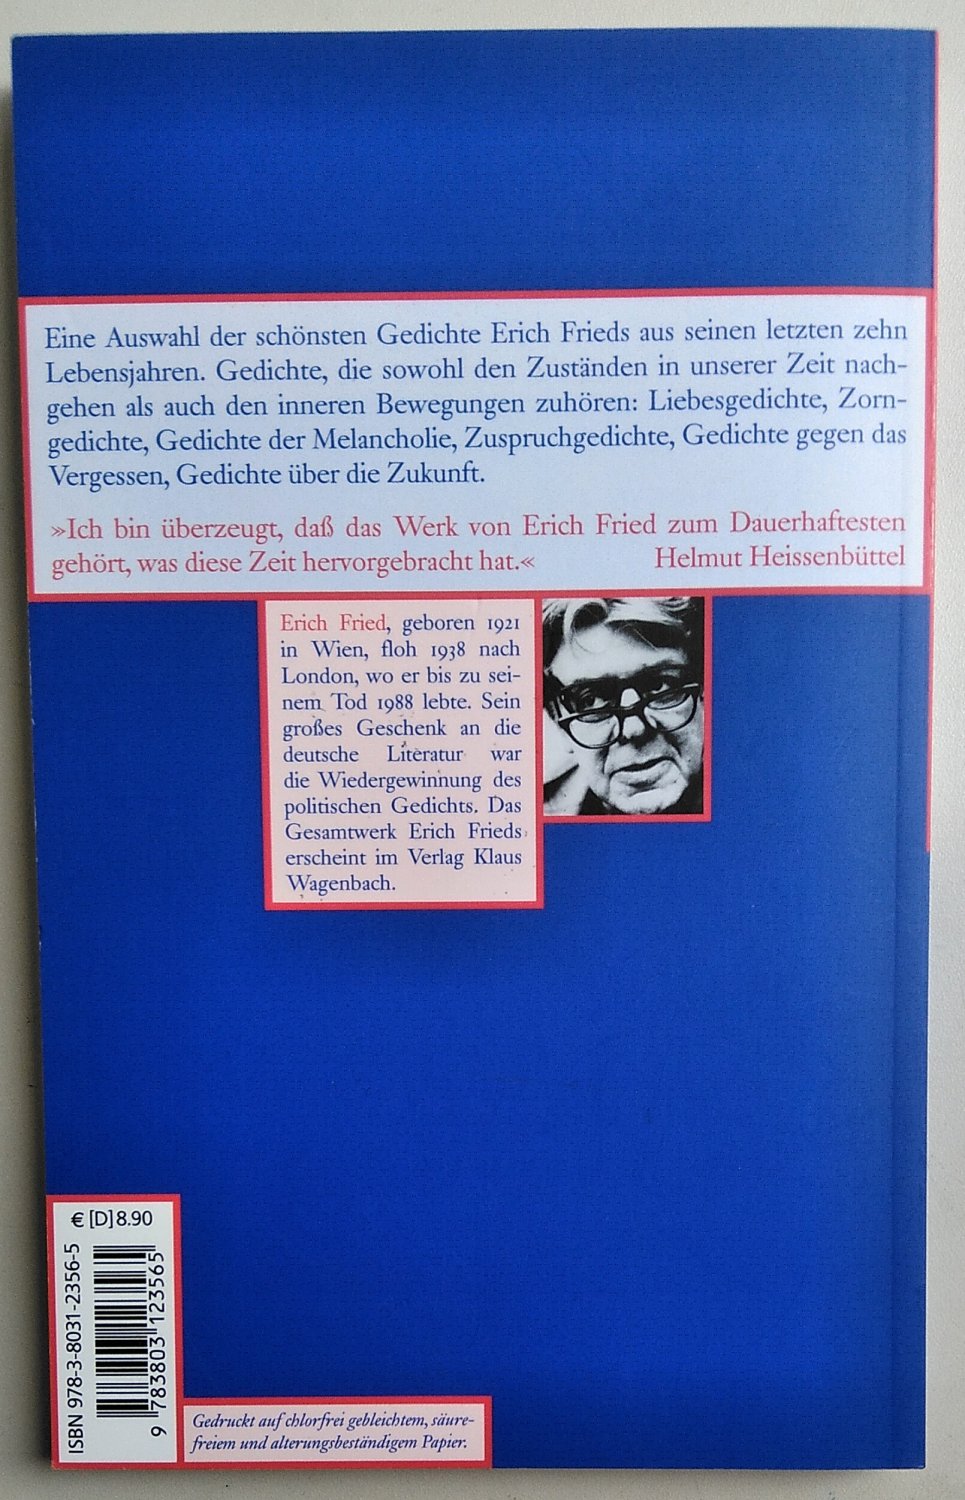 Eine Auswahl der schönsten Gedichte Erich Frieds aus seinen letzten zehn
Lebensjahren. Gedichte, die sowohl den Zuständen in unserer Zeit nach-
gehen als auch den inneren Bewegungen zuhören: Liebesgedichte, Zorn-
gedichte, Gedichte der Melancholie, Zuspruchgedichte, Gedichte gegen das
Vergessen, Gedichte über die Zukunft.
»Ich bin überzeugt, daß das Werk von Erich Fried zum Dauerhaftesten
gehört, was diese Zeit hervorgebracht hat.« Helmut Heissenbüttel
Erich Fried, geboren 1921
in Wien, floh 1938 nach
London, wo er bis zu sei-
nem Tod 1988 lebte. Sein
großes Geschenk an die
deutsche Literatur war
die Wiedergewinnung des
politischen Gedichts. Das
Gesamtwerk Erich Frieds
erscheint im Verlag Klaus
Wagenbach.
€ [D] 8.90
ISBN 978-3-8031-2356-5
9 783803 123565
Gedruckt auf chlorfrei gebleichtem, säure-
freiem und alterungsbeständigem Papier.